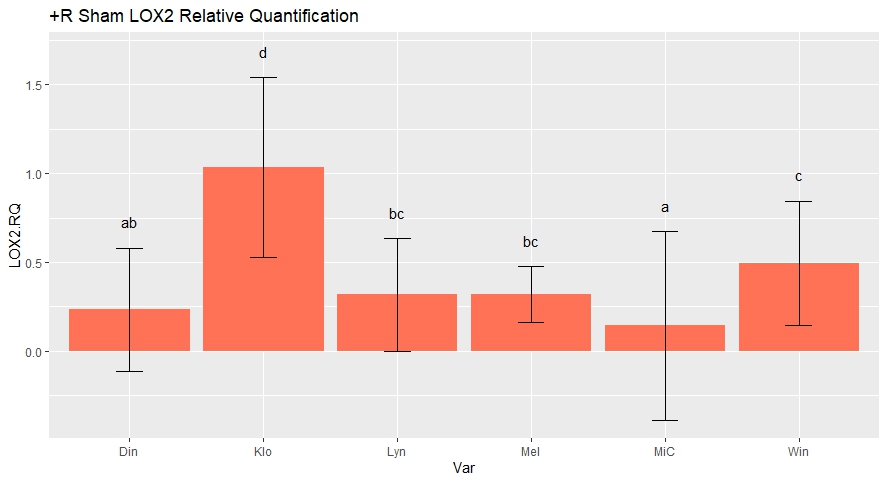 +R Sham LOX2 Relative Quantification
d
1.5
c
1.0
a
ab
bc
bc
LOX2.RQ
0.5
0.0
Din Klo Lyn Mel MiC Win
Var